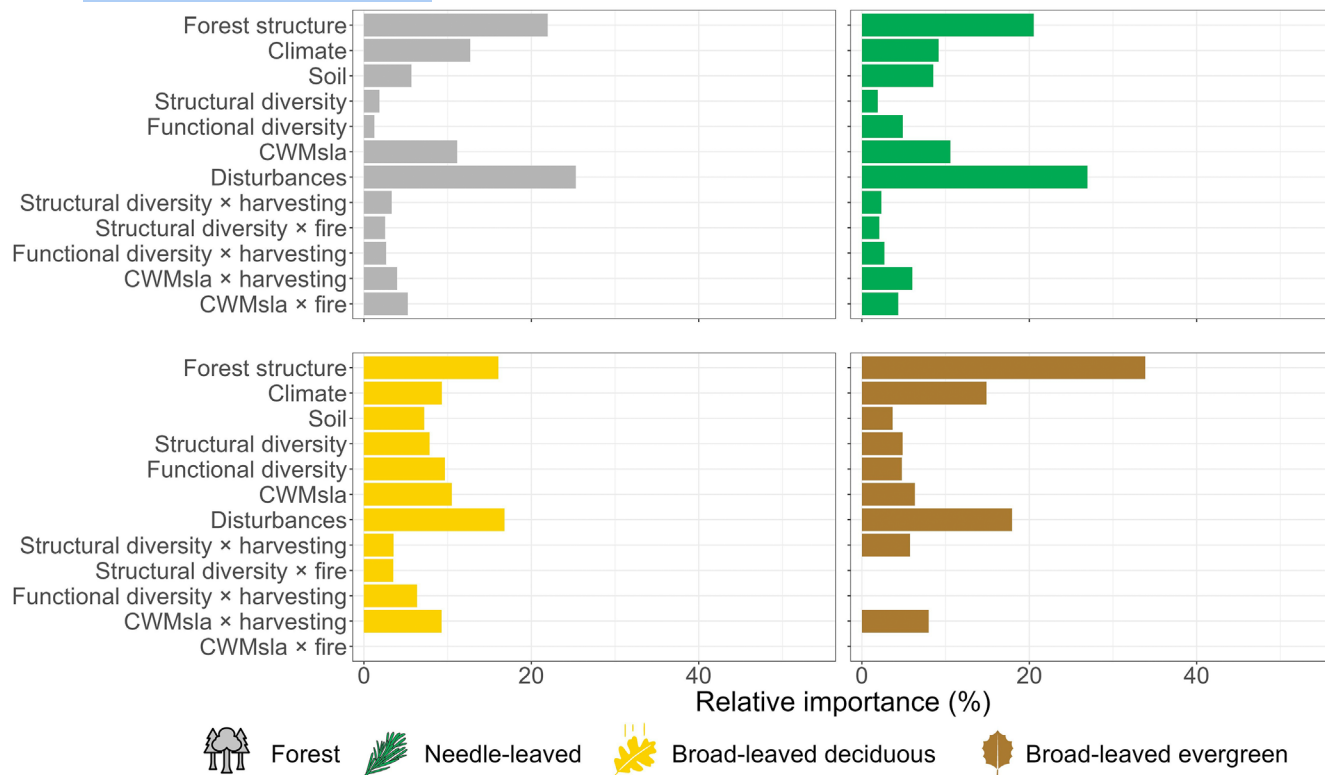 Forest structure
Climate
Soil
Structural diversity
Functional diversity
CWMsla
Disturbances
Structural diversity × harvesting
Structural diversity × fire
Functional diversity × harvesting
CWMsla × harvesting
CWMsla × fire
Forest structure
Climate
Soil
Structural diversity
Functional diversity
CWMsla
Disturbances
Structural diversity × harvesting
Structural diversity × fire
Functional diversity × harvesting
CWMsla × harvesting
CWMsla × fire
0 20 40 0 20 40
Relative importance (%)
Forest Needle-leaved Broad-leaved deciduous Broad-leaved evergreen